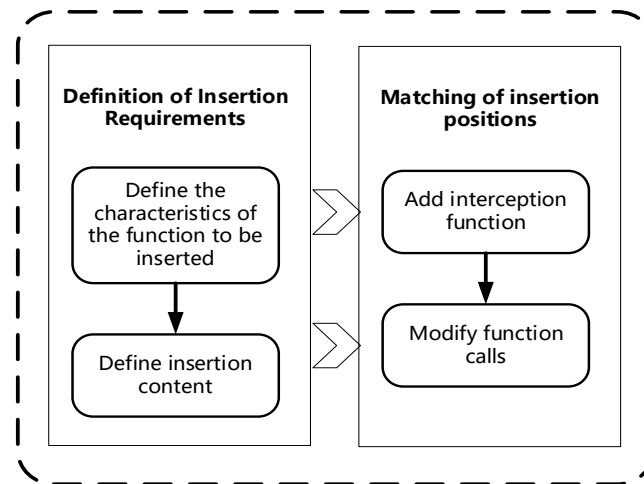 Definition of Insertion
Requirements
Define the
characteristics of
the function to be
inserted
Define insertion
content
Matching of insertion
positions
Add interception
function
Modify function
calls